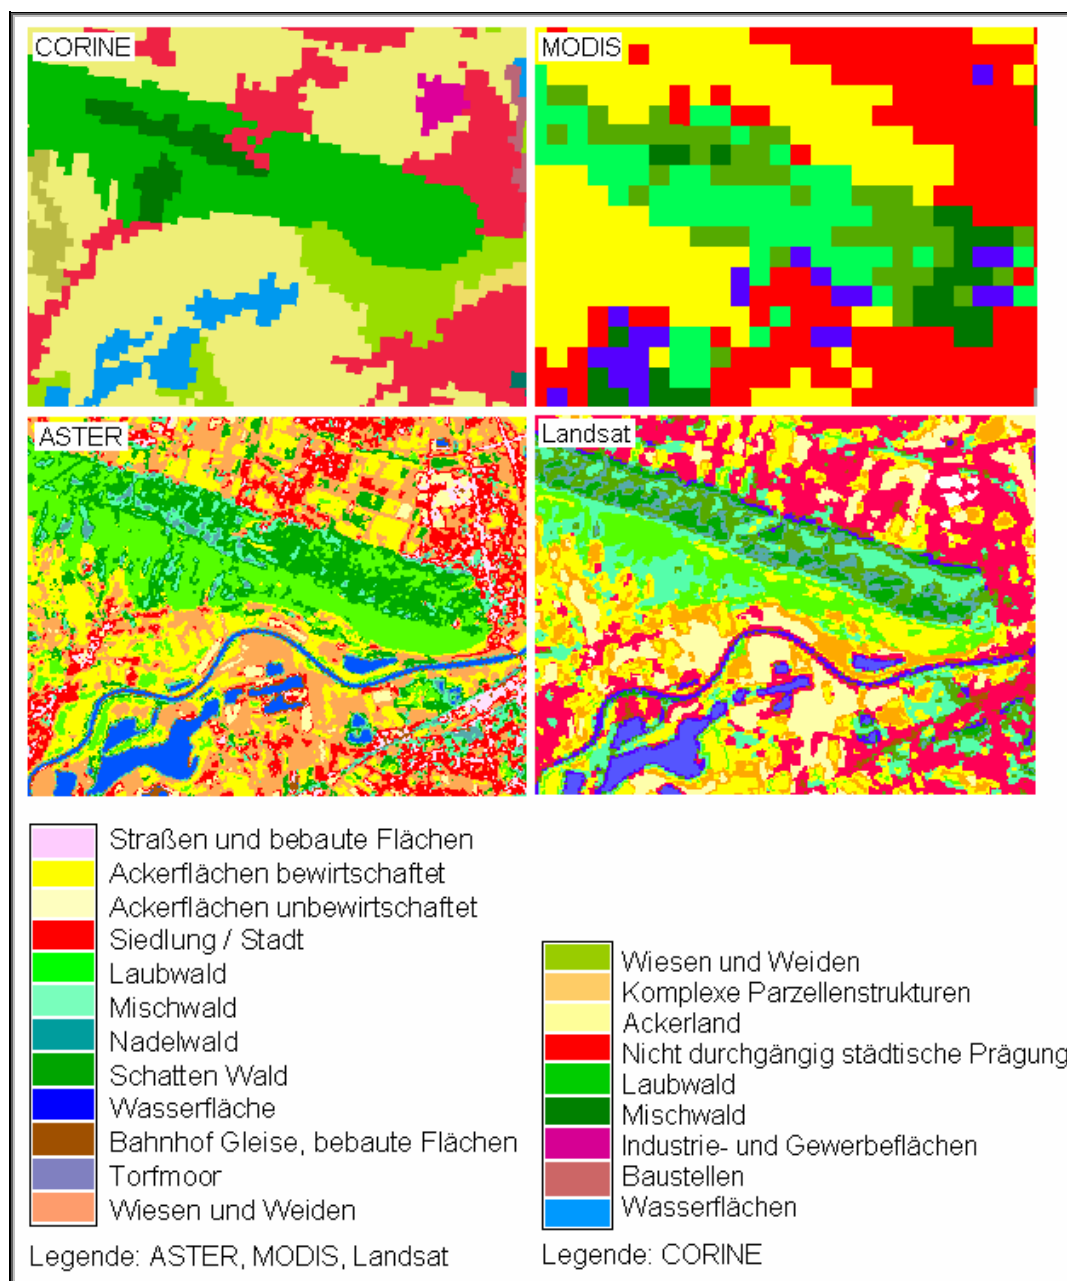 CORINE
MODIS
ASTER
Landsat
Straßen und bebaute Flächen
Ackerflächen bewirtschaftet
Ackerflächen unbewirtschaftet
Siedlung / Stadt
Laubwald
Mischwald
Nadelwald
Schatten Wald
Wasserfläche
Bahnhof Gleise, bebaute Flächen
Torfmoor
Wiesen und Weiden
Legende: ASTER, MODIS, Landsat
Wiesen und Weiden
Komplexe Parzellenstrukturen
Ackerland
Nicht durchgängig städtische Prägung
Laubwald
Mischwald
Industrie- und Gewerbeflächen
Baustellen
Wasserflächen
Legende: CORINE